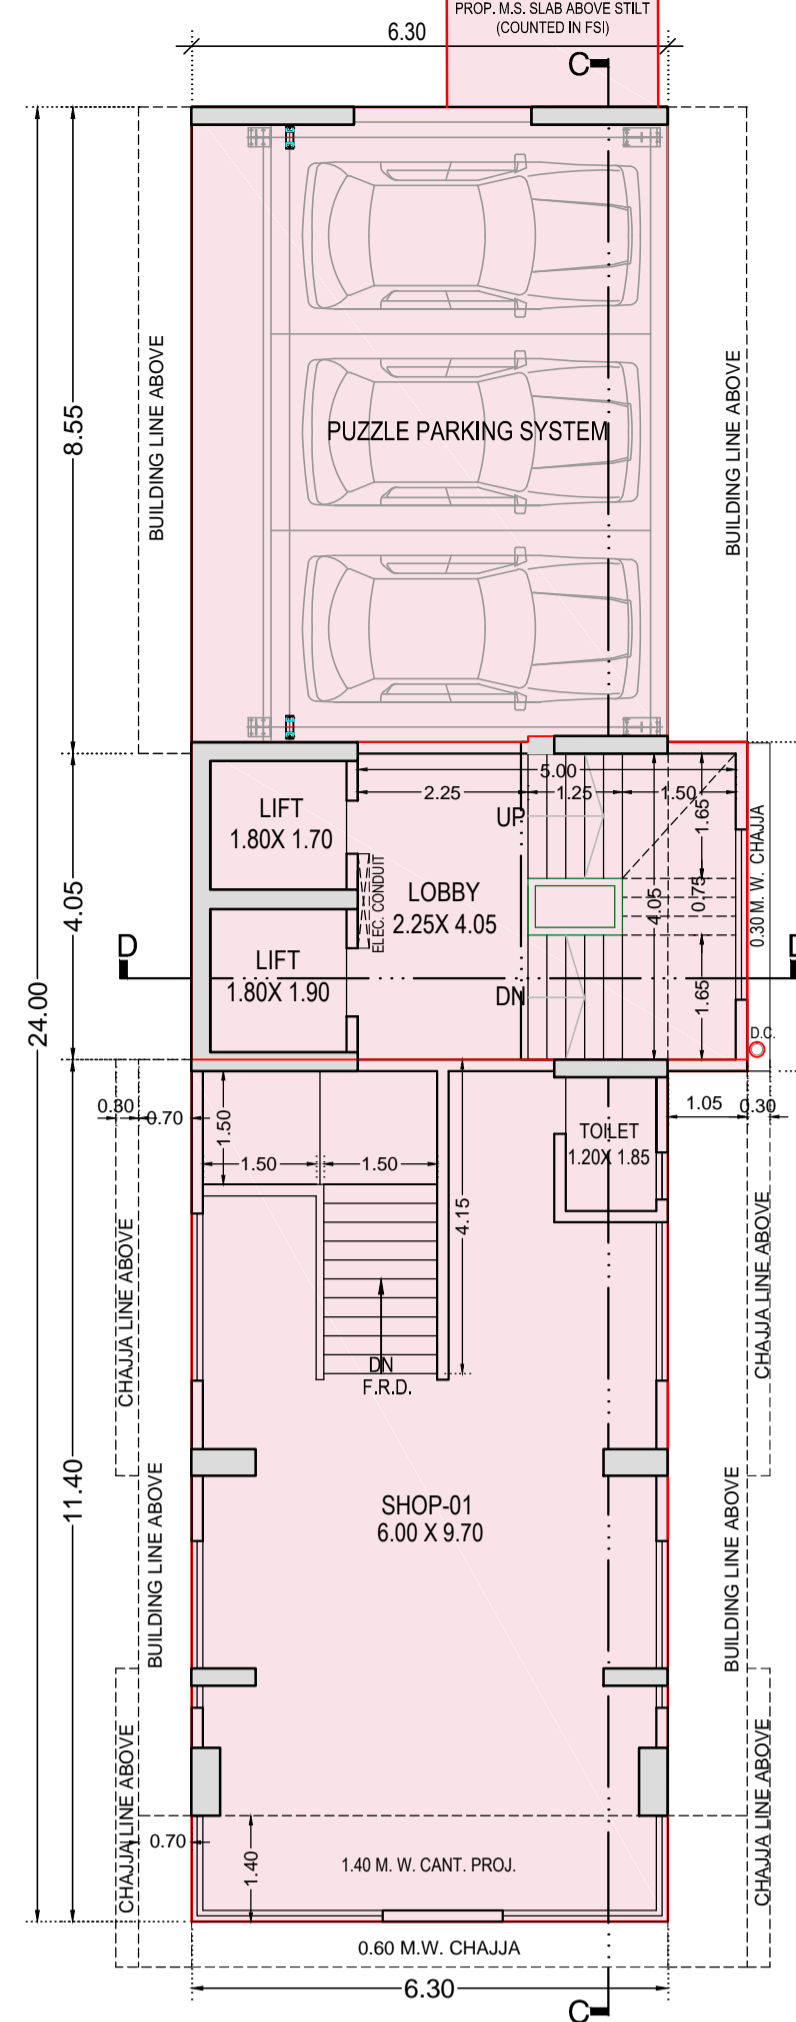 PROP. M.S. SLAB ABOVE STILT
(COUNTED IN FSI)
6.30
C
BUILDING LINE ABOVE
BUILDING LINE ABOVE
8.55
PUZZLE PARKING SYSTEM
5.00
2.25
1.25
1.50
LIFT
1.80X 1.70
UP
1.65
0.30 M. W. CHAJJA
ELEC. CONDUIT
LOBBY
2.25X 4.05
4.05
0.75
4.05
D
D
LIFT
1.80X 1.90
DN
1.65
24.00
D.C.
0.30
0.70
1.50
1.05
0.30
TOILET
1.20X 1.85
1.50
1.50
4.15
CHAJJA LINE ABOVE
CHAJJA LINE ABOVE
DN
F.R.D.
11.40
BUILDING LINE ABOVE
BUILDING LINE ABOVE
SHOP-01
6.00 X 9.70
CHAJJA LINE ABOVE
CHAJJA LINE ABOVE
0.70
1.40
1.40 M. W. CANT. PROJ.
0.60 M.W. CHAJJA
6.30
C